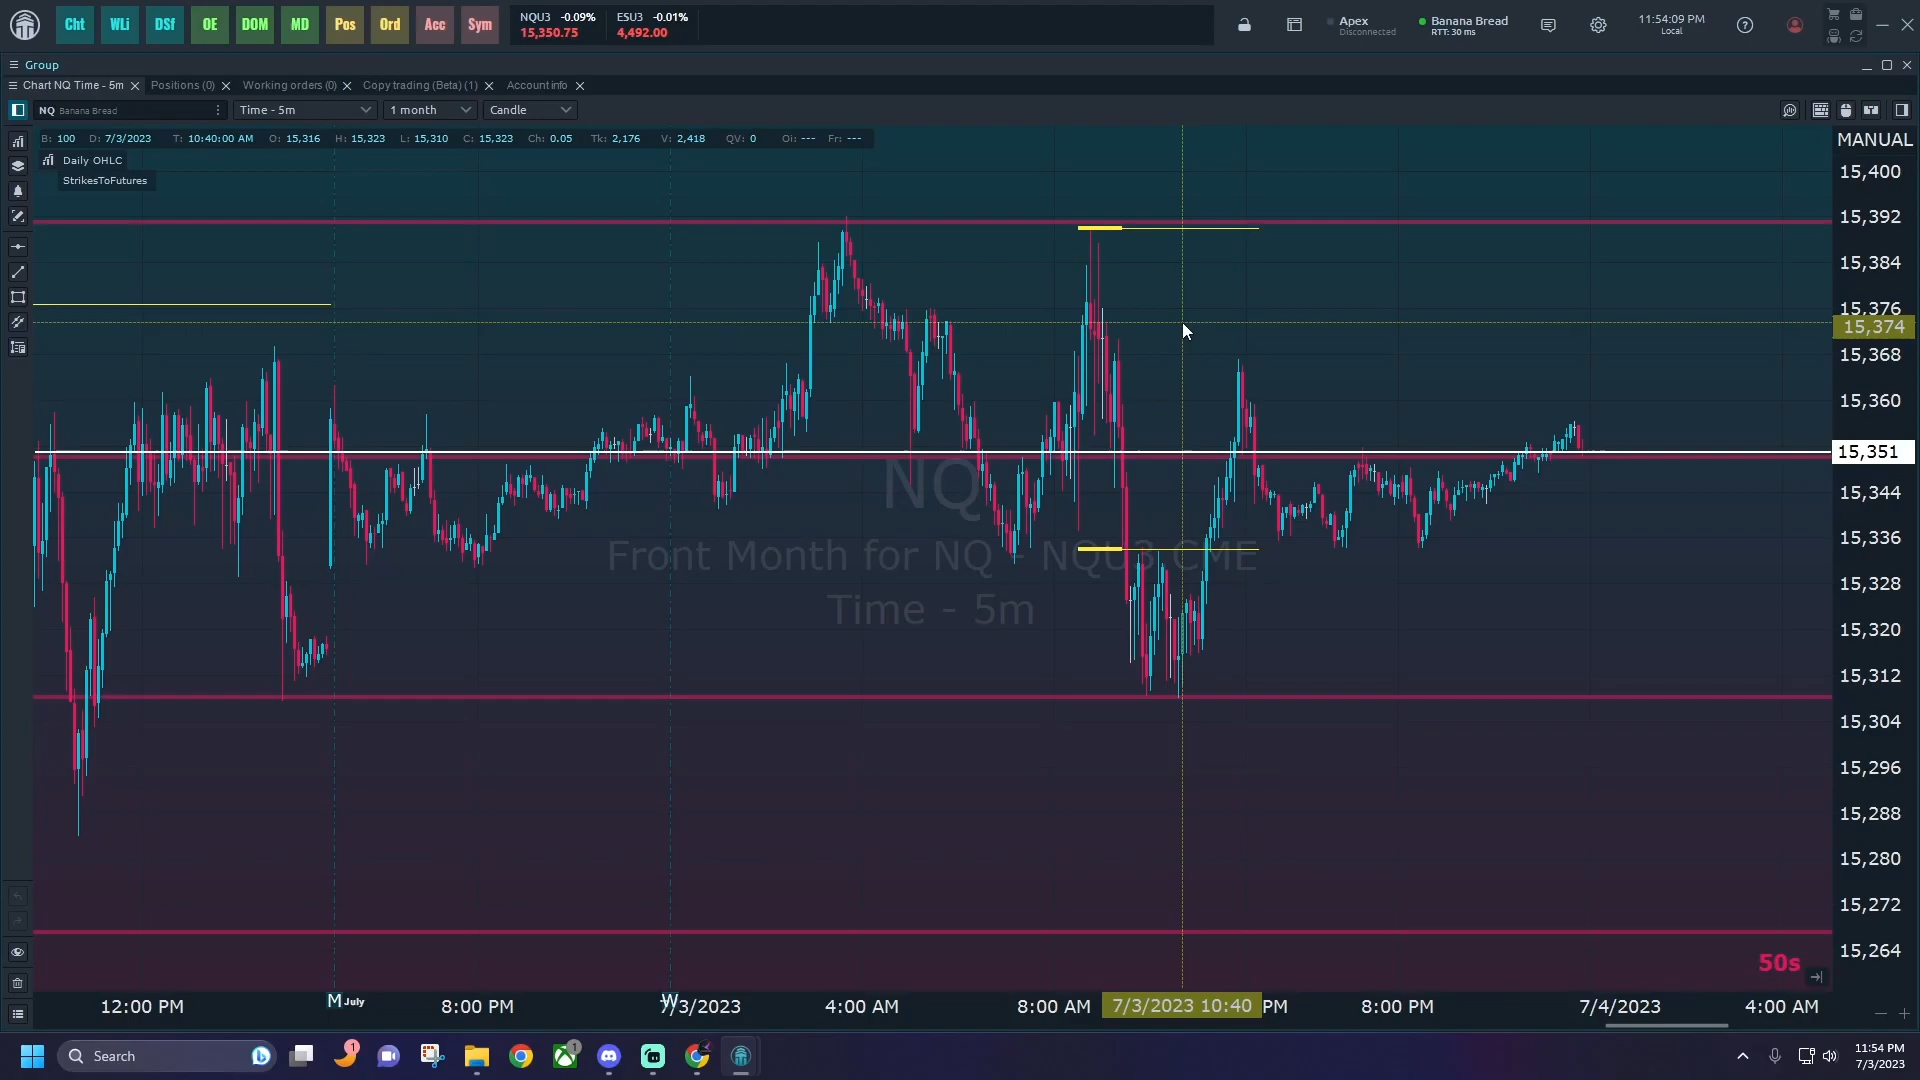 Cht WLi DSf OE DOM MD Pos Ord Acc Sym
NQU3 -0.09% ESU3 -0.01%
15,350.75 4,492.00
Apex
Disconnected
Banana Bread
RTT: 30 ms
11:54:09 PM
Local
Group
Chart NQ Time - 5m Positions (0) Working orders (0) Copy trading (Beta) (1) Account info
NQ Banana Bread Time - 5m 1 month Candle
B: 100 D: 7/3/2023 T: 10:40:00 AM O: 15,316 H: 15,323 L: 15,310 C: 15,323 Ch: 0.05 Tk: 2,176 V: 2,418 QV: 0 Oi: --- Fr: ---
Daily OHLC
StrikesToFutures
MANUAL
15,400
15,392
15,384
15,376
15,374
15,368
15,360
15,351
15,344
15,336
15,328
15,320
15,312
15,304
15,296
15,288
15,280
15,272
15,264
NQ
Front Month for NQ - NQU3 CME
Time - 5m
50s
12:00 PM M July 8:00 PM W 3/2023 4:00 AM 8:00 AM 7/3/2023 10:40 PM 8:00 PM 7/4/2023 4:00 AM
Search
1
1
11:54 PM
7/3/2023